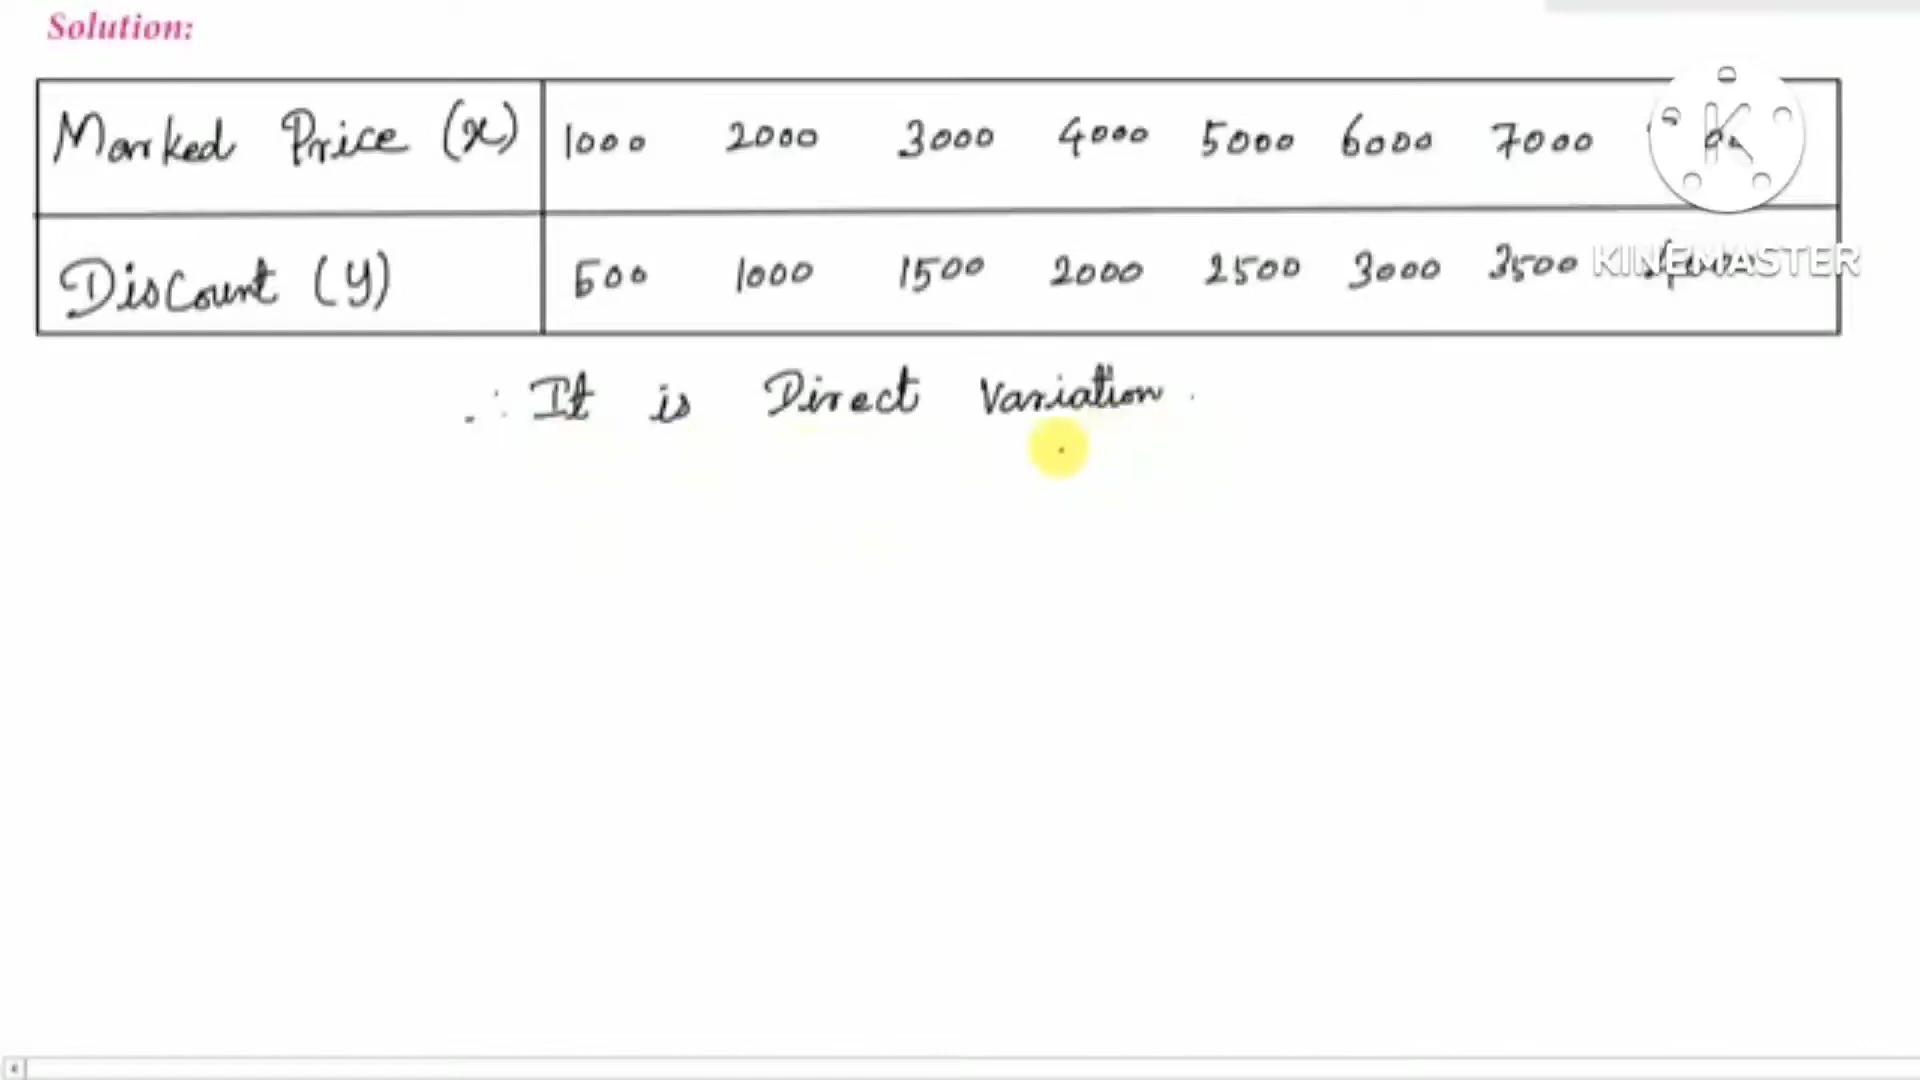 Solution:
Marked Price (x) 1000 2000 3000 4000 5000 6000 7000
Discount (y) 500 1000 1500 2000 2500 3000 3500
KINEMASTER
∴ It is Direct Variation.